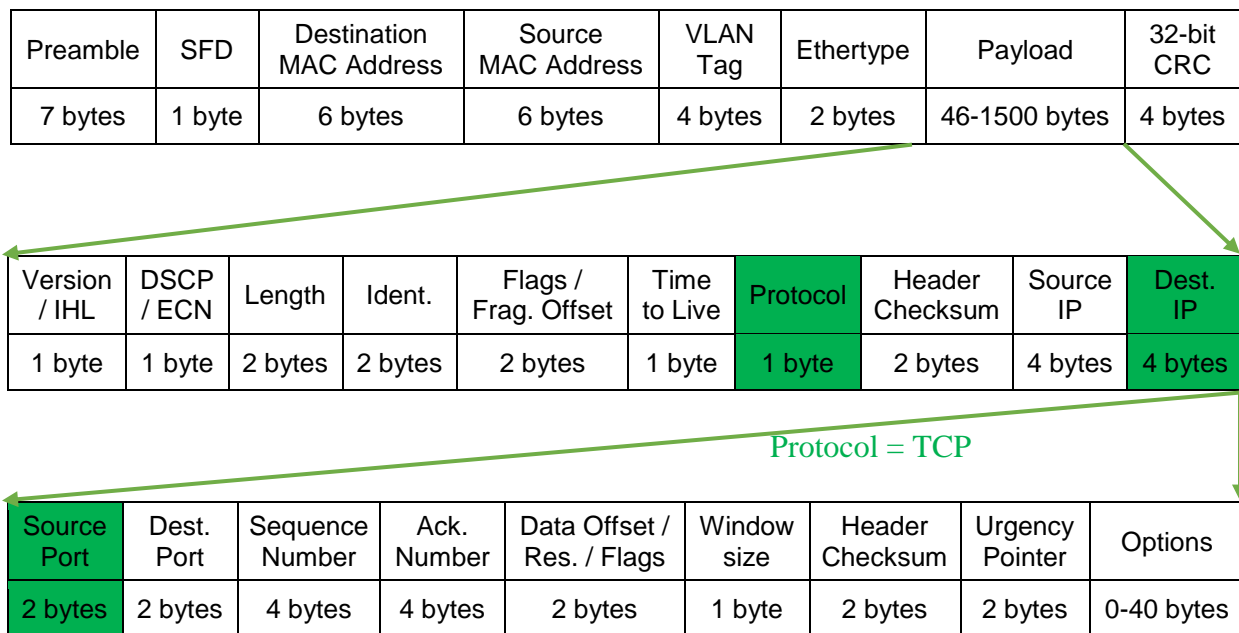 Preamble SFD Destination MAC Address Source MAC Address VLAN Tag Ethertype Payload 32-bit CRC
7 bytes 1 byte 6 bytes 6 bytes 4 bytes 2 bytes 46-1500 bytes 4 bytes
Version / IHL DSCP / ECN Length Ident. Flags / Frag. Offset Time to Live Protocol Header Checksum Source IP Dest. IP
1 byte 1 byte 2 bytes 2 bytes 2 bytes 1 byte 1 byte 2 bytes 4 bytes 4 bytes
Protocol = TCP
Source Port Dest. Port Sequence Number Ack. Number Data Offset / Res. / Flags Window size Header Checksum Urgency Pointer Options
2 bytes 2 bytes 4 bytes 4 bytes 2 bytes 1 byte 2 bytes 2 bytes 0-40 bytes